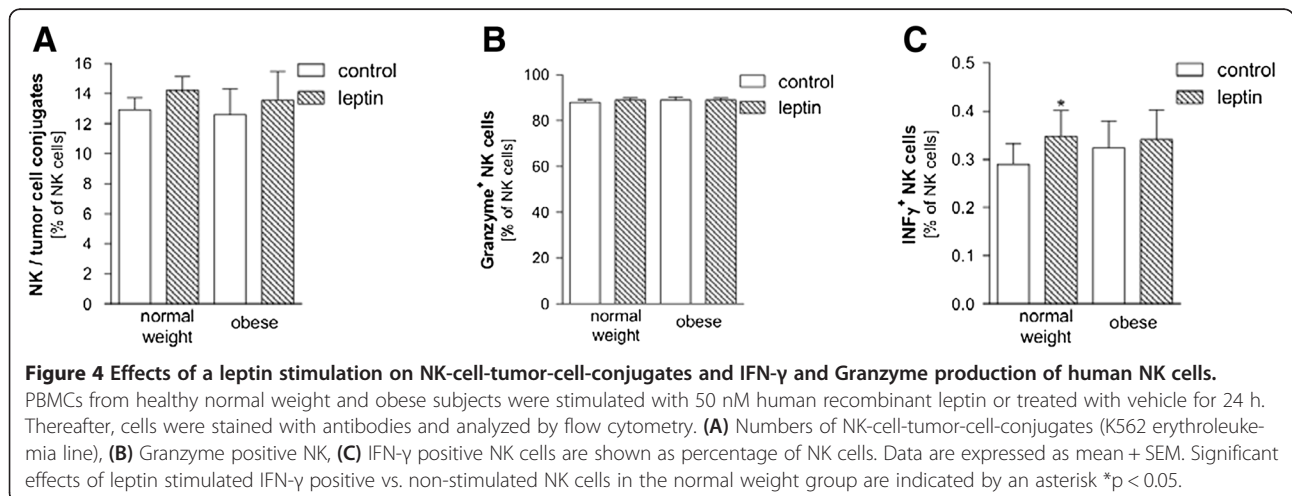 A
NK / tumor cell conjugates
[% of NK cells]
16
14
12
10
8
6
4
2
0
control
leptin
normal
weight
obese
B
Granzyme⁺ NK cells
[% of NK cells]
100
80
60
40
20
0
control
leptin
normal
weight
obese
C
INFγ⁺ NK cells
[% of NK cells]
0.5
0.4
0.3
0.2
0.1
0.0
*
control
leptin
normal
weight
obese
Figure 4 Effects of a leptin stimulation on NK-cell-tumor-cell-conjugates and IFN-γ and Granzyme production of human NK cells.
PBMCs from healthy normal weight and obese subjects were stimulated with 50 nM human recombinant leptin or treated with vehicle for 24 h.
Thereafter, cells were stained with antibodies and analyzed by flow cytometry. (A) Numbers of NK-cell-tumor-cell-conjugates (K562 erythroleuke-
mia line), (B) Granzyme positive NK, (C) IFN-γ positive NK cells are shown as percentage of NK cells. Data are expressed as mean + SEM. Significant
effects of leptin stimulated IFN-γ positive vs. non-stimulated NK cells in the normal weight group are indicated by an asterisk *p < 0.05.